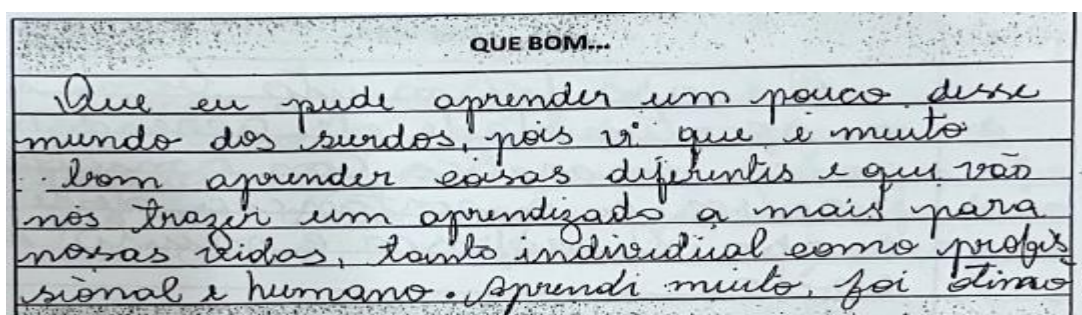 QUE BOM...
Que eu pude aprender um pouco desse
mundo dos surdos, pois vi que é muito
bom aprender coisas diferentes e que vão
nós trazer um aprendizado a mais para
nossas vidas, tanto individual como profis
sional e humano. Aprendi muito, foi ótimo